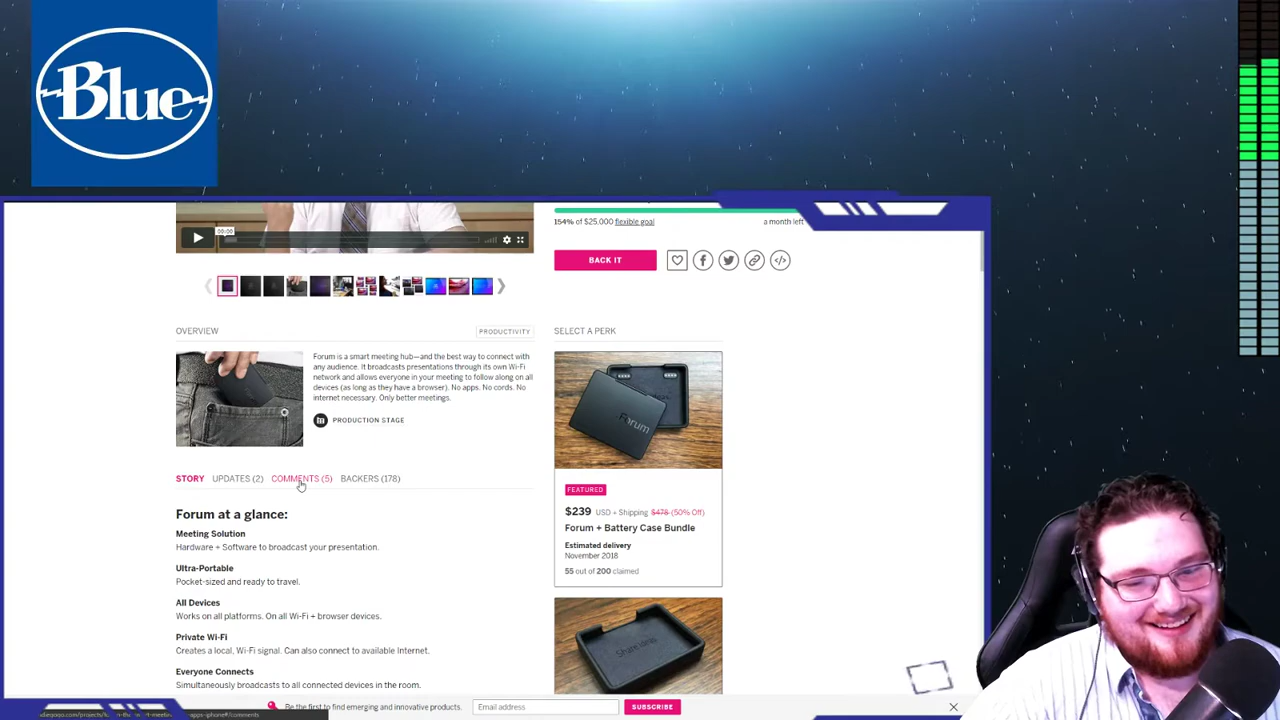 Blue
00:00
154% of $25,000 flexible goal
a month left
BACK IT
OVERVIEW
PRODUCTIVITY
SELECT A PERK
Forum is a smart meeting hub—and the best way to connect with
any audience. It broadcasts presentations through its own Wi-Fi
network and allows everyone in your meeting to follow along on all
devices (as long as they have a browser). No apps. No cords. No
internet necessary. Only better meetings.
PRODUCTION STAGE
Forum
STORY UPDATES (2) COMMENTS (5) BACKERS (178)
FEATURED
$239 USD + Shipping $478 (50% Off)
Forum + Battery Case Bundle
Estimated delivery
November 2018
55 out of 200 claimed
Forum at a glance:
Meeting Solution
Hardware + Software to broadcast your presentation.
Ultra-Portable
Pocket-sized and ready to travel.
All Devices
Works on all platforms. On all Wi-Fi + browser devices.
Private Wi-Fi
Creates a local, Wi-Fi signal. Can also connect to available Internet.
Everyone Connects
Simultaneously broadcasts to all connected devices in the room.
Share ideas
Be the first to find emerging and innovative products.
Email address
SUBSCRIBE